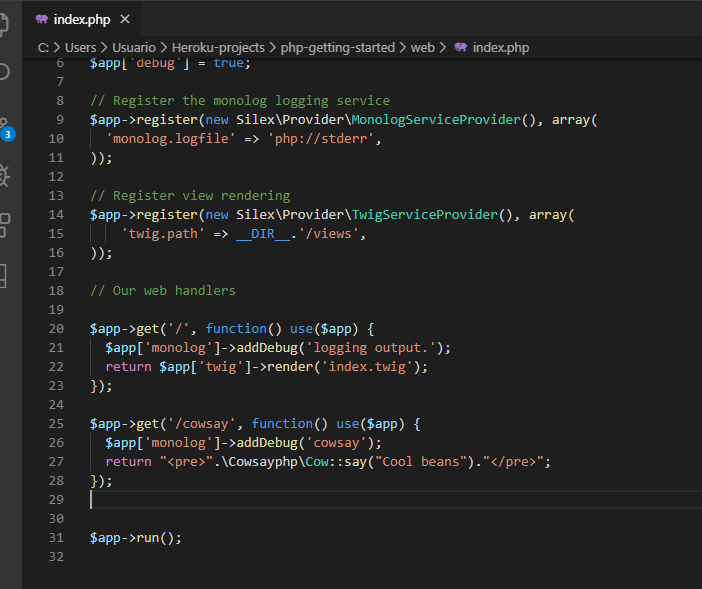 index.php
C: > Users > Usuario > Heroku-projects > php-getting-started > web > index.php
6 $app['debug'] = true;
7
8 // Register the monolog logging service
9 $app->register(new Silex\Provider\MonologServiceProvider(), array(
10   'monolog.logfile' => 'php://stderr',
11 ));
12
13 // Register view rendering
14 $app->register(new Silex\Provider\TwigServiceProvider(), array(
15     'twig.path' => __DIR__.'/views',
16 ));
17
18 // Our web handlers
19
20 $app->get('/', function() use($app) {
21   $app['monolog']->addDebug('logging output.');
22   return $app['twig']->render('index.twig');
23 });
24
25 $app->get('/cowsay', function() use($app) {
26   $app['monolog']->addDebug('cowsay');
3
27   return "<pre>".\Cowsayphp\Cow::say("Cool beans")."</pre>";
28 });
29
30
31 $app->run();
32